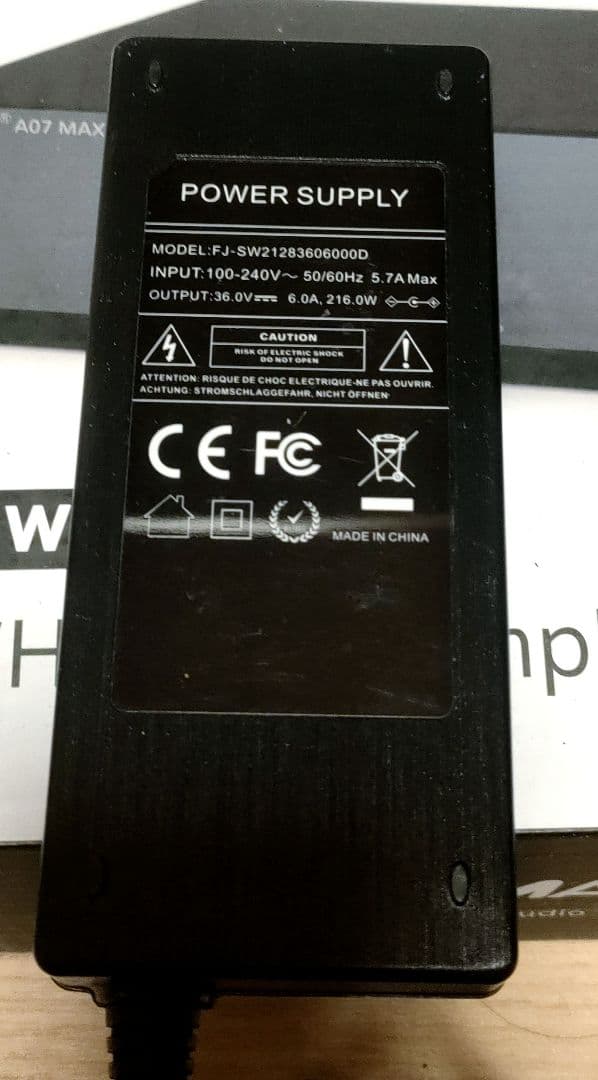 ® A07 MAX
POWER SUPPLY
MODEL:FJ-SW21283606000D
INPUT:100-240V~ 50/60Hz 5.7A Max
OUTPUT:36.0V⎓ 6.0A, 216.0W
CAUTION
RISK OF ELECTRIC SHOCK
DO NOT OPEN
ATTENTION: RISQUE DE CHOC ELECTRIQUE-NE PAS OUVRIR.
ACHTUNG: STROMSCHLAGGEFAHR, NICHT ÖFFNEN
CE FC
MADE IN CHINA
W
H
mpl
udio